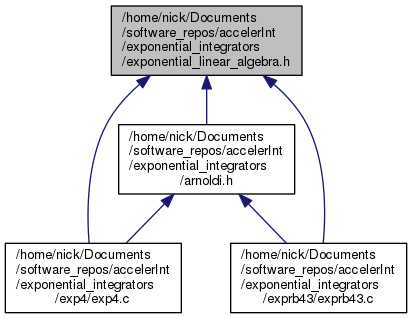 /home/nick/Documents
/software_repos/accelerInt
/exponential_integrators
/exponential_linear_algebra.h
/home/nick/Documents
/software_repos/accelerInt
/exponential_integrators
/arnoldi.h
/home/nick/Documents
/software_repos/accelerInt
/exponential_integrators
/exp4/exp4.c
/home/nick/Documents
/software_repos/accelerInt
/exponential_integrators
/exprb43/exprb43.c